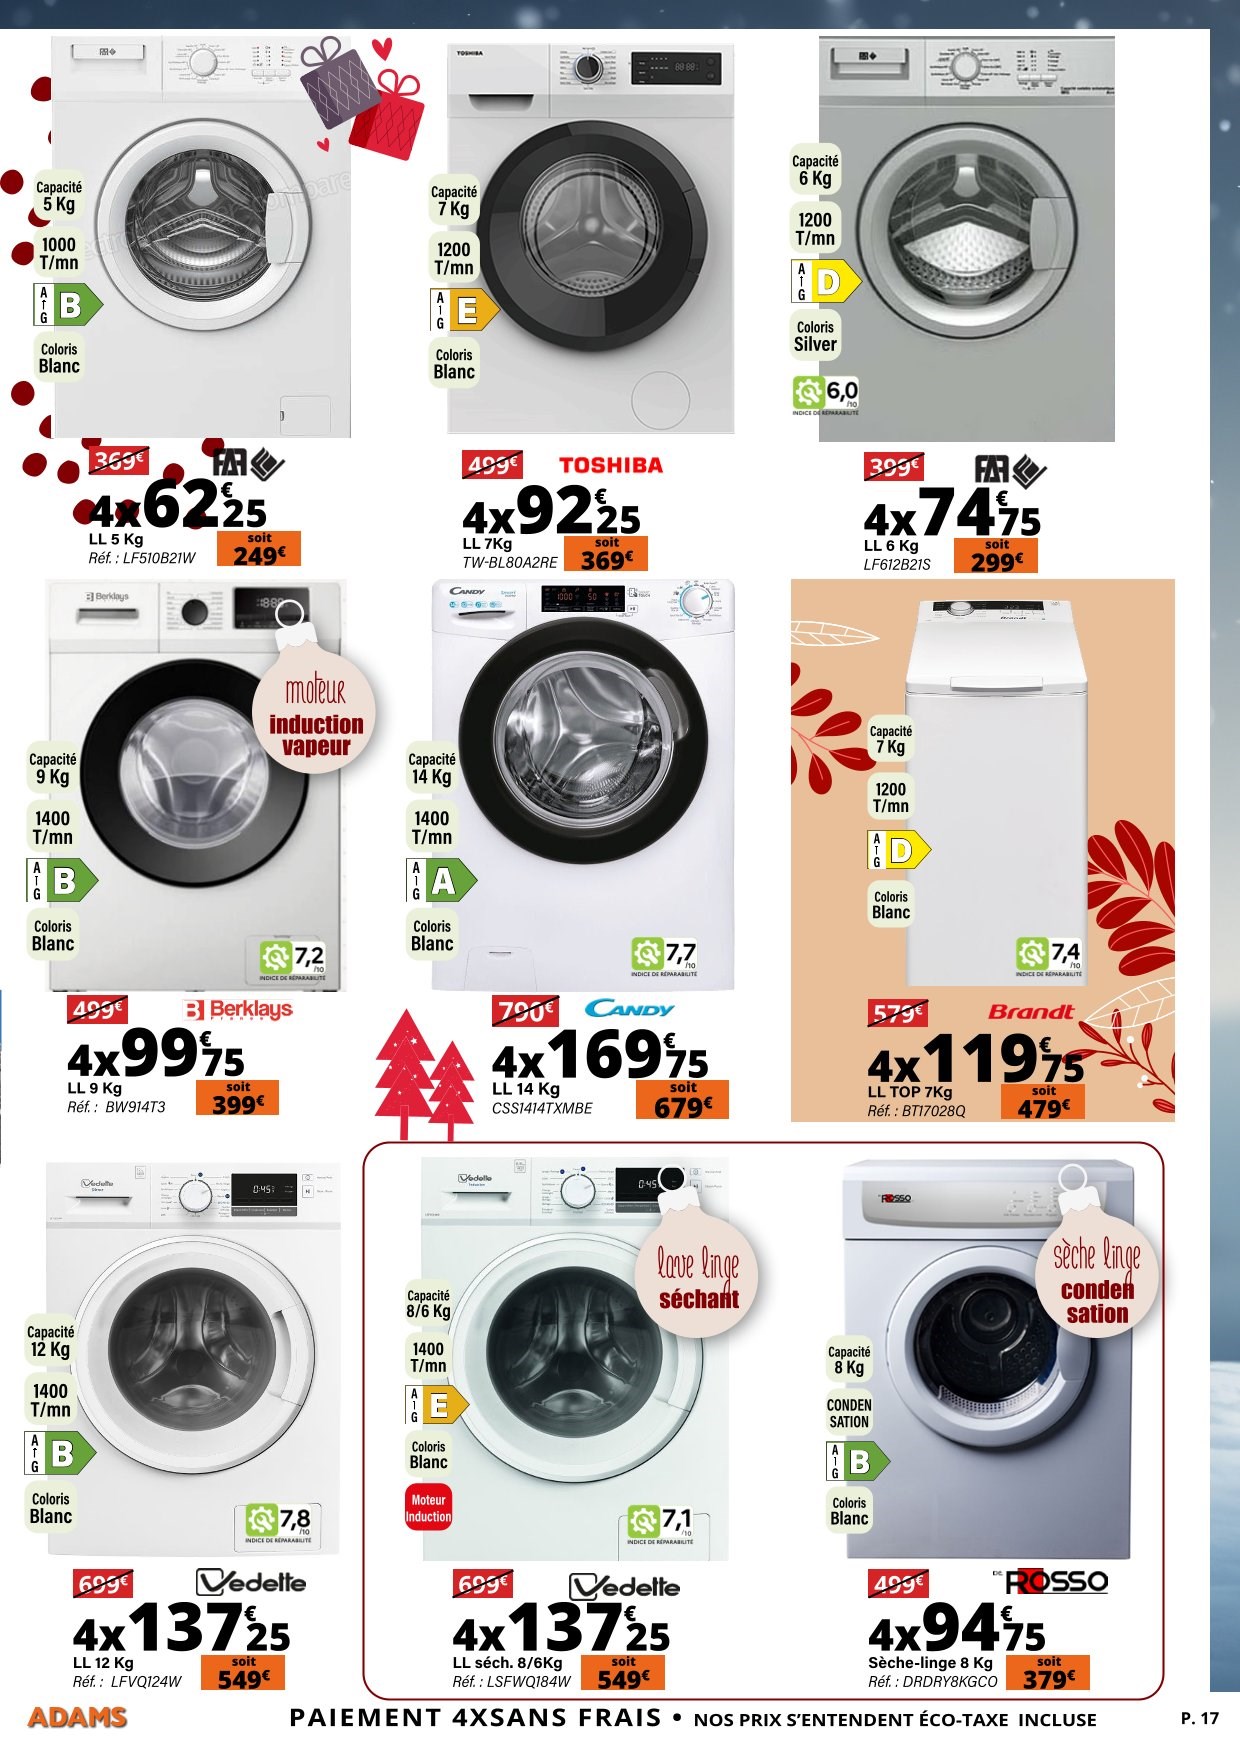 FAR
Capacité
5 Kg
1000
T/mn
A
G
B
Coloris
Blanc
369€
FAR
4x62€25
LL 5 Kg
Réf. : LF510B21W
soit
249€
TOSHIBA
Capacité
7 Kg
1200
T/mn
A
G
E
Coloris
Blanc
499€
TOSHIBA
4x92€25
LL 7Kg
TW-BL80A2RE
soit
369€
FAR
Capacité
6 Kg
1200
T/mn
A
G
D
Coloris
Silver
6,0
/10
INDICE DE RÉPARABILITÉ
399€
FAR
4x74€75
LL 6 Kg
LF612B21S
soit
299€
Berklays
moteur
induction
vapeur
Capacité
9 Kg
1400
T/mn
A
G
B
Coloris
Blanc
7,2
/10
INDICE DE RÉPARABILITÉ
499€
Berklays
4x99€75
LL 9 Kg
Réf. : BW914T3
soit
399€
CANDY
Capacité
14 Kg
1400
T/mn
A
G
A
Coloris
Blanc
7,7
/10
INDICE DE RÉPARABILITÉ
790€
CANDY
4x169€75
LL 14 Kg
CSS1414TXMBE
soit
679€
Brandt
Capacité
7 Kg
1200
T/mn
A
G
D
Coloris
Blanc
7,4
/10
INDICE DE RÉPARABILITÉ
579€
Brandt
4x119€75
LL TOP 7Kg
Réf. : BT17028Q
soit
479€
Vedette
0:45
Capacité
12 Kg
1400
T/mn
A
G
B
Coloris
Blanc
7,8
/10
INDICE DE RÉPARABILITÉ
699€
Vedette
4x137€25
LL 12 Kg
Réf. : LFVQ124W
soit
549€
Vedette
0:45
lave linge
séchant
Capacité
8/6 Kg
1400
T/mn
A
G
E
Coloris
Blanc
Moteur
Induction
7,1
/10
INDICE DE RÉPARABILITÉ
699€
Vedette
4x137€25
LL séch. 8/6Kg
Réf. : LSFWQ184W
soit
549€
DE ROSSO
sèche linge
conden
sation
Capacité
8 Kg
CONDEN
SATION
A
G
B
Coloris
Blanc
499€
DE ROSSO
4x94€75
Sèche-linge 8 Kg
Réf. : DRDRY8KGCO
soit
379€
ADAMS
PAIEMENT 4XSANS FRAIS • NOS PRIX S'ENTENDENT ÉCO-TAXE INCLUSE
P. 17